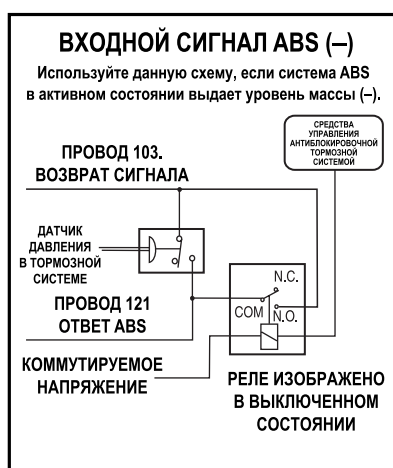 ВХОДНОЙ СИГНАЛ ABS (–)
Используйте данную схему, если система ABS
в активном состоянии выдает уровень массы (–).
СРЕДСТВА
УПРАВЛЕНИЯ
АНТИБЛОКИРОВОЧНОЙ
ТОРМОЗНОЙ
СИСТЕМОЙ
ПРОВОД 103.
ВОЗВРАТ СИГНАЛА
ДАТЧИК
ДАВЛЕНИЯ
В ТОРМОЗНОЙ
СИСТЕМЕ
N.C.
COM
N.O.
ПРОВОД 121
ОТВЕТ ABS
КОММУТИРУЕМОЕ
НАПРЯЖЕНИЕ
РЕЛЕ ИЗОБРАЖЕНО
В ВЫКЛЮЧЕННОМ
СОСТОЯНИИ